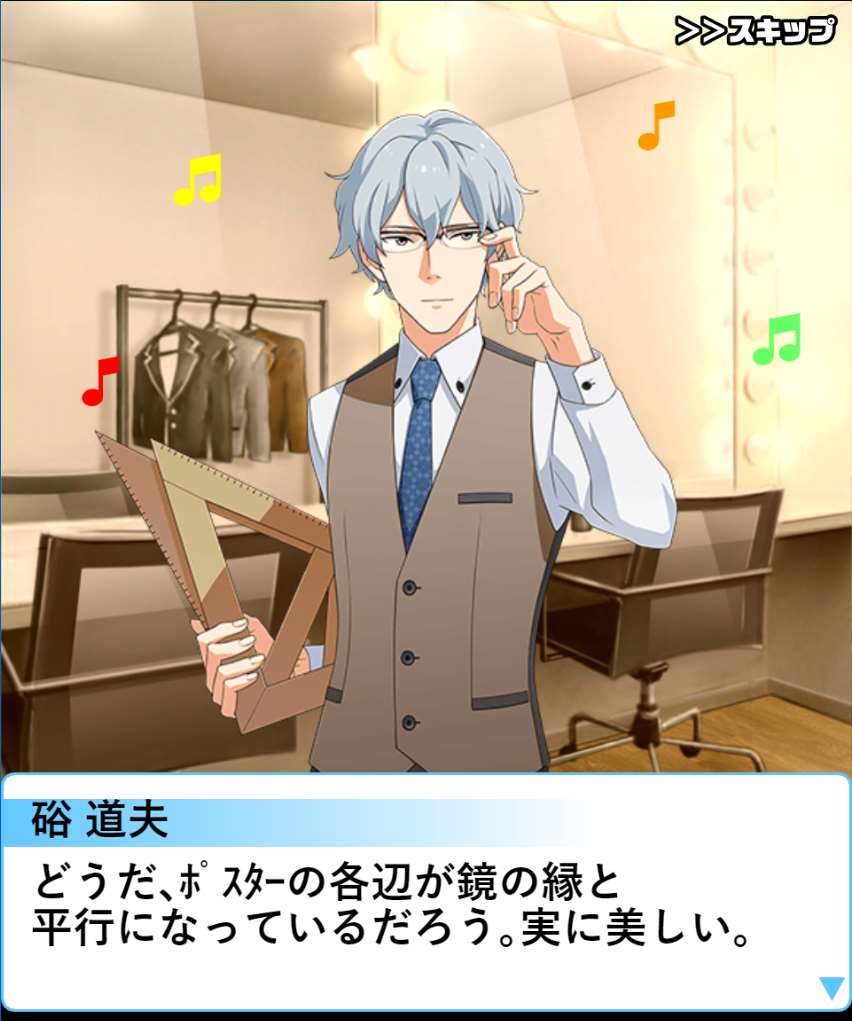 >>スキップ
硲 道夫
どうだ、ﾎﾟｽﾀｰの各辺が鏡の縁と
平行になっているだろう。実に美しい。